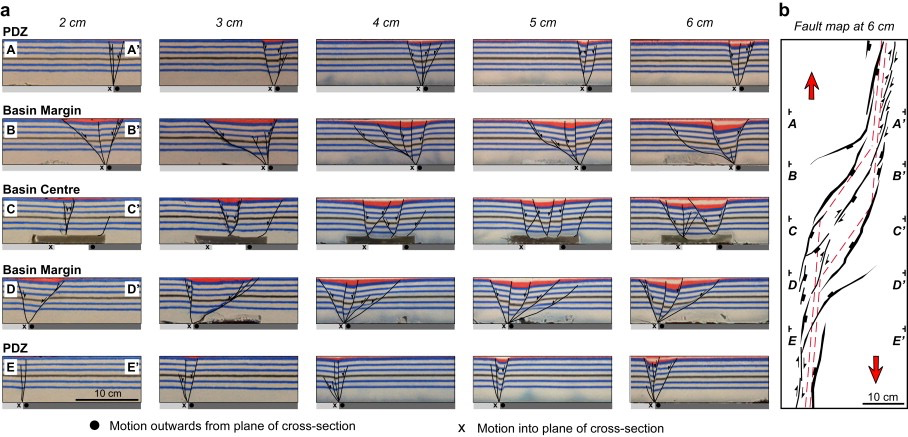 a
2 cm 3 cm 4 cm 5 cm 6 cm
PDZ
A A'
x
x
x
x
x
Basin Margin
B B'
x
x
x
x
x
Basin Centre
C C'
x
x
x
x
x
Basin Margin
D D'
x
x
x
x
x
PDZ
E E'
10 cm
x
x
x
x
x
Motion outwards from plane of cross-section
x Motion into plane of cross-section
b
Fault map at 6 cm
A A'
B B'
C C'
D D'
E E'
10 cm